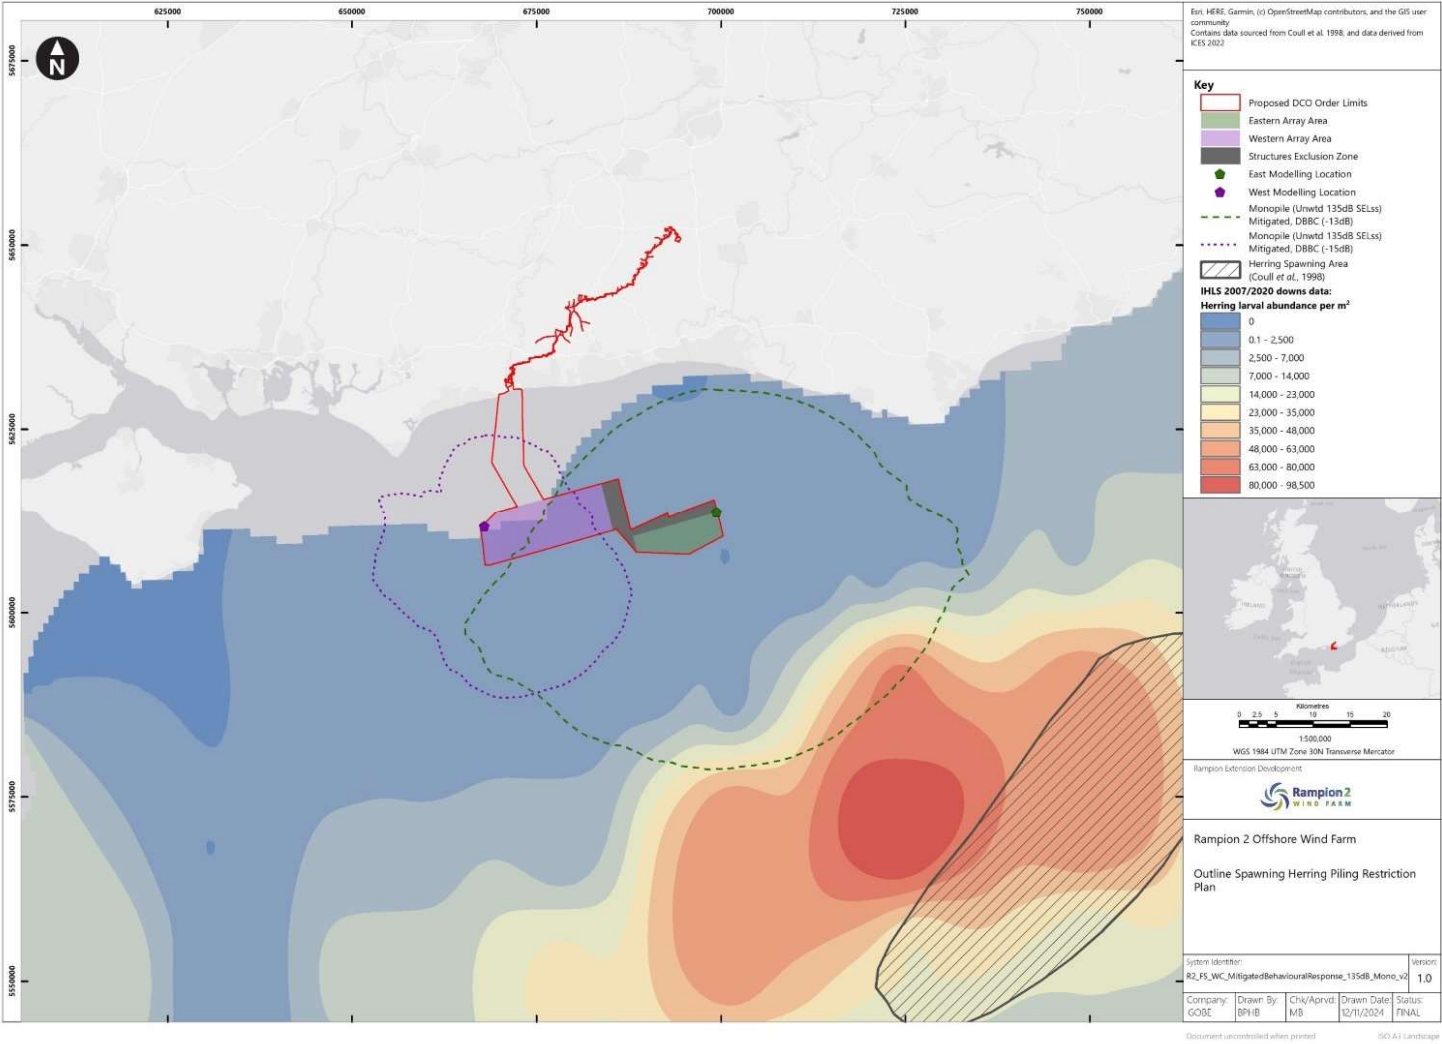 625000
650000
675000
700000
725000
750000
5675000
5650000
5625000
5600000
5575000
5550000
N
Esri, HERE, Garmin, (c) OpenStreetMap contributors, and the GIS user
community
Contains data sourced from Coull et al. 1998, and data derived from
ICES 2022
Key
Proposed DCO Order Limits
Eastern Array Area
Western Array Area
Structures Exclusion Zone
East Modelling Location
West Modelling Location
Monopile (Unwtd 135dB SELss)
Mitigated, DBBC (-13dB)
Monopile (Unwtd 135dB SELss)
Mitigated, DBBC (-15dB)
Herring Spawning Area
(Coull et al., 1998)
IHLS 2007/2020 downs data:
Herring larval abundance per m²
0
0.1 - 2,500
2,500 - 7,000
7,000 - 14,000
14,000 - 23,000
23,000 - 35,000
35,000 - 48,000
48,000 - 63,000
63,000 - 80,000
80,000 - 98,500
IRELAND
NETHERLANDS
Kilometres
0 2.5 5 10 15 20
1:500,000
WGS 1984 UTM Zone 30N Transverse Mercator
Rampion Extension Development
Rampion 2
WIND FARM
Rampion 2 Offshore Wind Farm
Outline Spawning Herring Piling Restriction
Plan
System Identifier:
R2_FS_WC_MitigatedBehaviouralResponse_135dB_Mono_v2
Version:
1.0
Company:
GOBE
Drawn By:
BPHB
Chk/Aprvd:
MB
Drawn Date:
12/11/2024
Status:
FINAL
Document uncontrolled when printed
ISO A3 Landscape